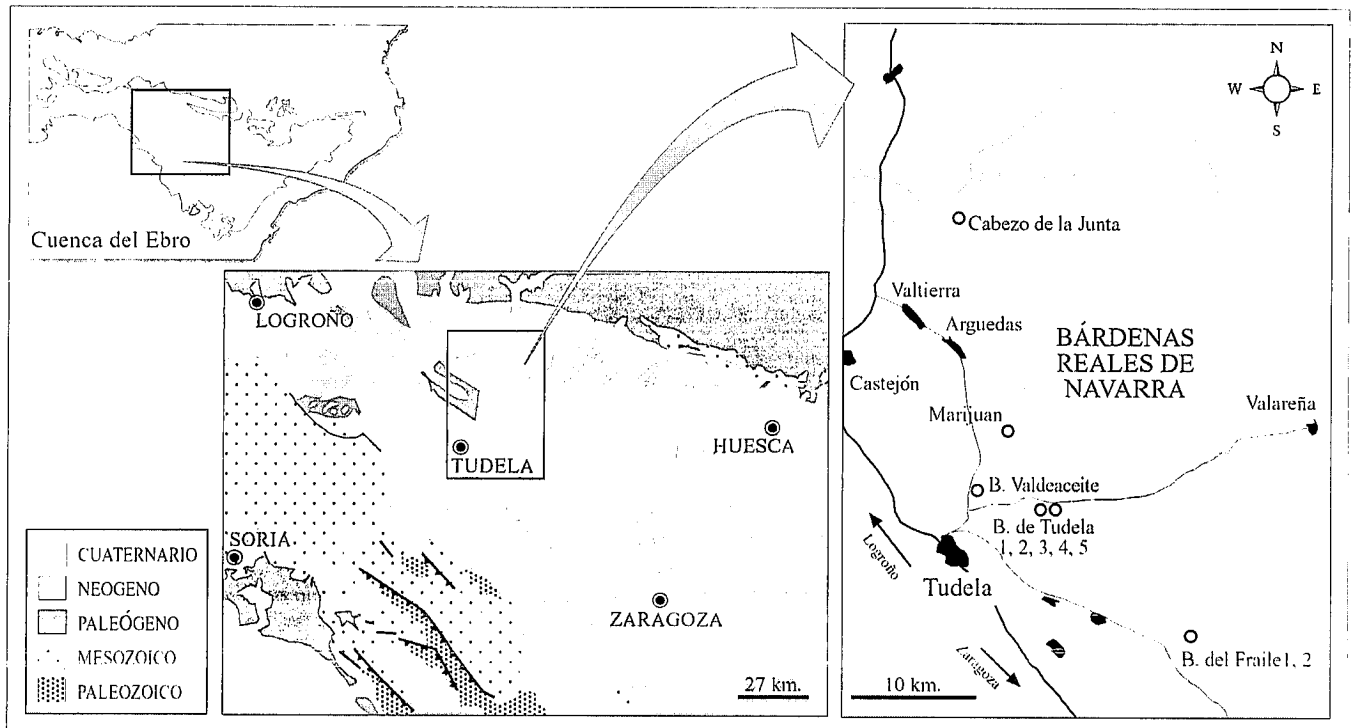 Cuenca del Ebro
LOGROÑO
TUDELA
HUESCA
SORIA
ZARAGOZA
27 km.
CUATERNARIO
NEOGENO
PALEÓGENO
MESOZOICO
PALEOZOICO
N
W E
S
Cabezo de la Junta
Valtierra
Arguedas
BÁRDENAS
REALES DE
NAVARRA
Castejón
Marijuan
Valareña
B. Valdeaceite
B. de Tudela
1, 2, 3, 4, 5
Logroño
Tudela
Zaragoza
B. del Fraile 1, 2
10 km.